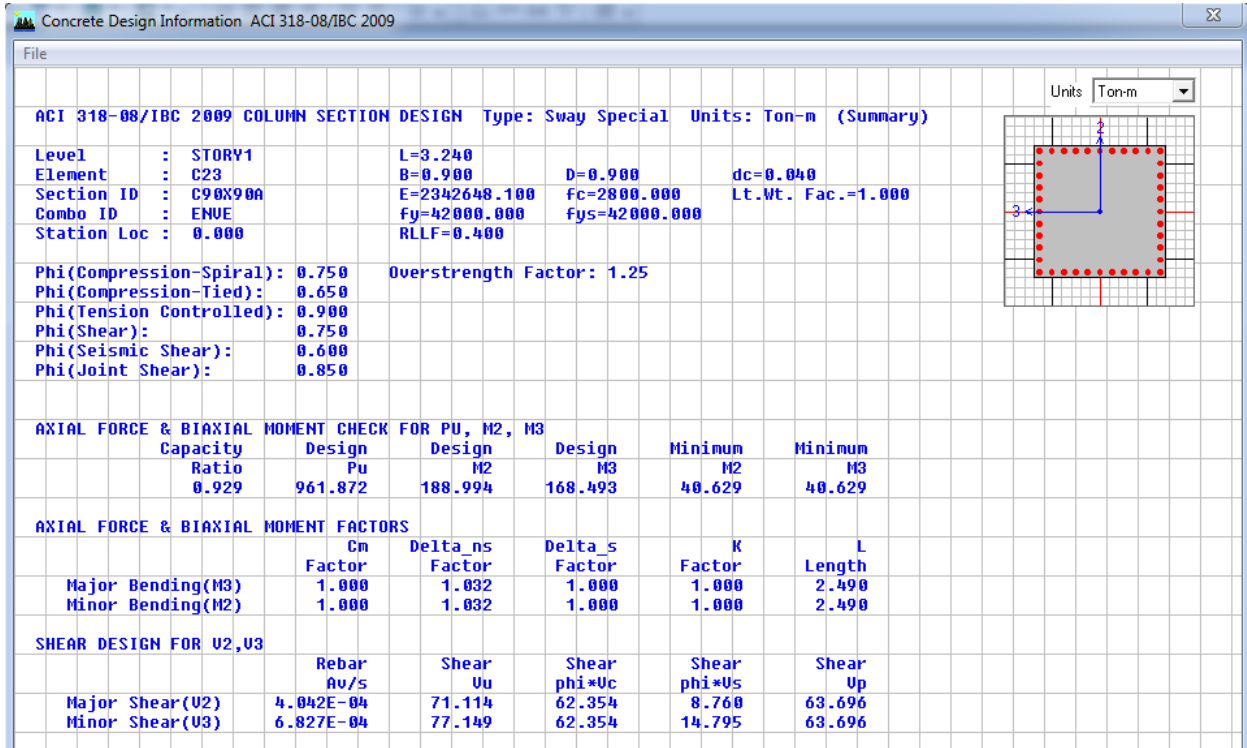 Concrete Design Information ACI 318-08/IBC 2009
File
Units Ton-m
ACI 318-08/IBC 2009 COLUMN SECTION DESIGN Type: Sway Special Units: Ton-m (Summary)
Level : STORY1 L=3.240
Element : C23 B=0.900 D=0.900 dc=0.040
Section ID : C90X90A E=2342648.100 fc=2800.000 Lt.Wt. Fac.=1.000
Combo ID : ENVE fy=42000.000 fys=42000.000
Station Loc : 0.000 RLLF=0.400
2
3
Phi(Compression-Spiral): 0.750 Overstrength Factor: 1.25
Phi(Compression-Tied): 0.650
Phi(Tension Controlled): 0.900
Phi(Shear): 0.750
Phi(Seismic Shear): 0.600
Phi(Joint Shear): 0.850
AXIAL FORCE & BIAXIAL MOMENT CHECK FOR PU, M2, M3
Capacity Design Design Design Minimum Minimum
Ratio Pu M2 M3 M2 M3
0.929 961.872 188.994 168.493 40.629 40.629
AXIAL FORCE & BIAXIAL MOMENT FACTORS
Cm Delta_ns Delta_s K L
Factor Factor Factor Factor Length
Major Bending(M3) 1.000 1.032 1.000 1.000 2.490
Minor Bending(M2) 1.000 1.032 1.000 1.000 2.490
SHEAR DESIGN FOR V2,V3
Rebar Shear Shear Shear Shear
Av/s Vu phi*Vc phi*Vs Vp
Major Shear(V2) 4.042E-04 71.114 62.354 8.760 63.696
Minor Shear(V3) 6.827E-04 77.149 62.354 14.795 63.696